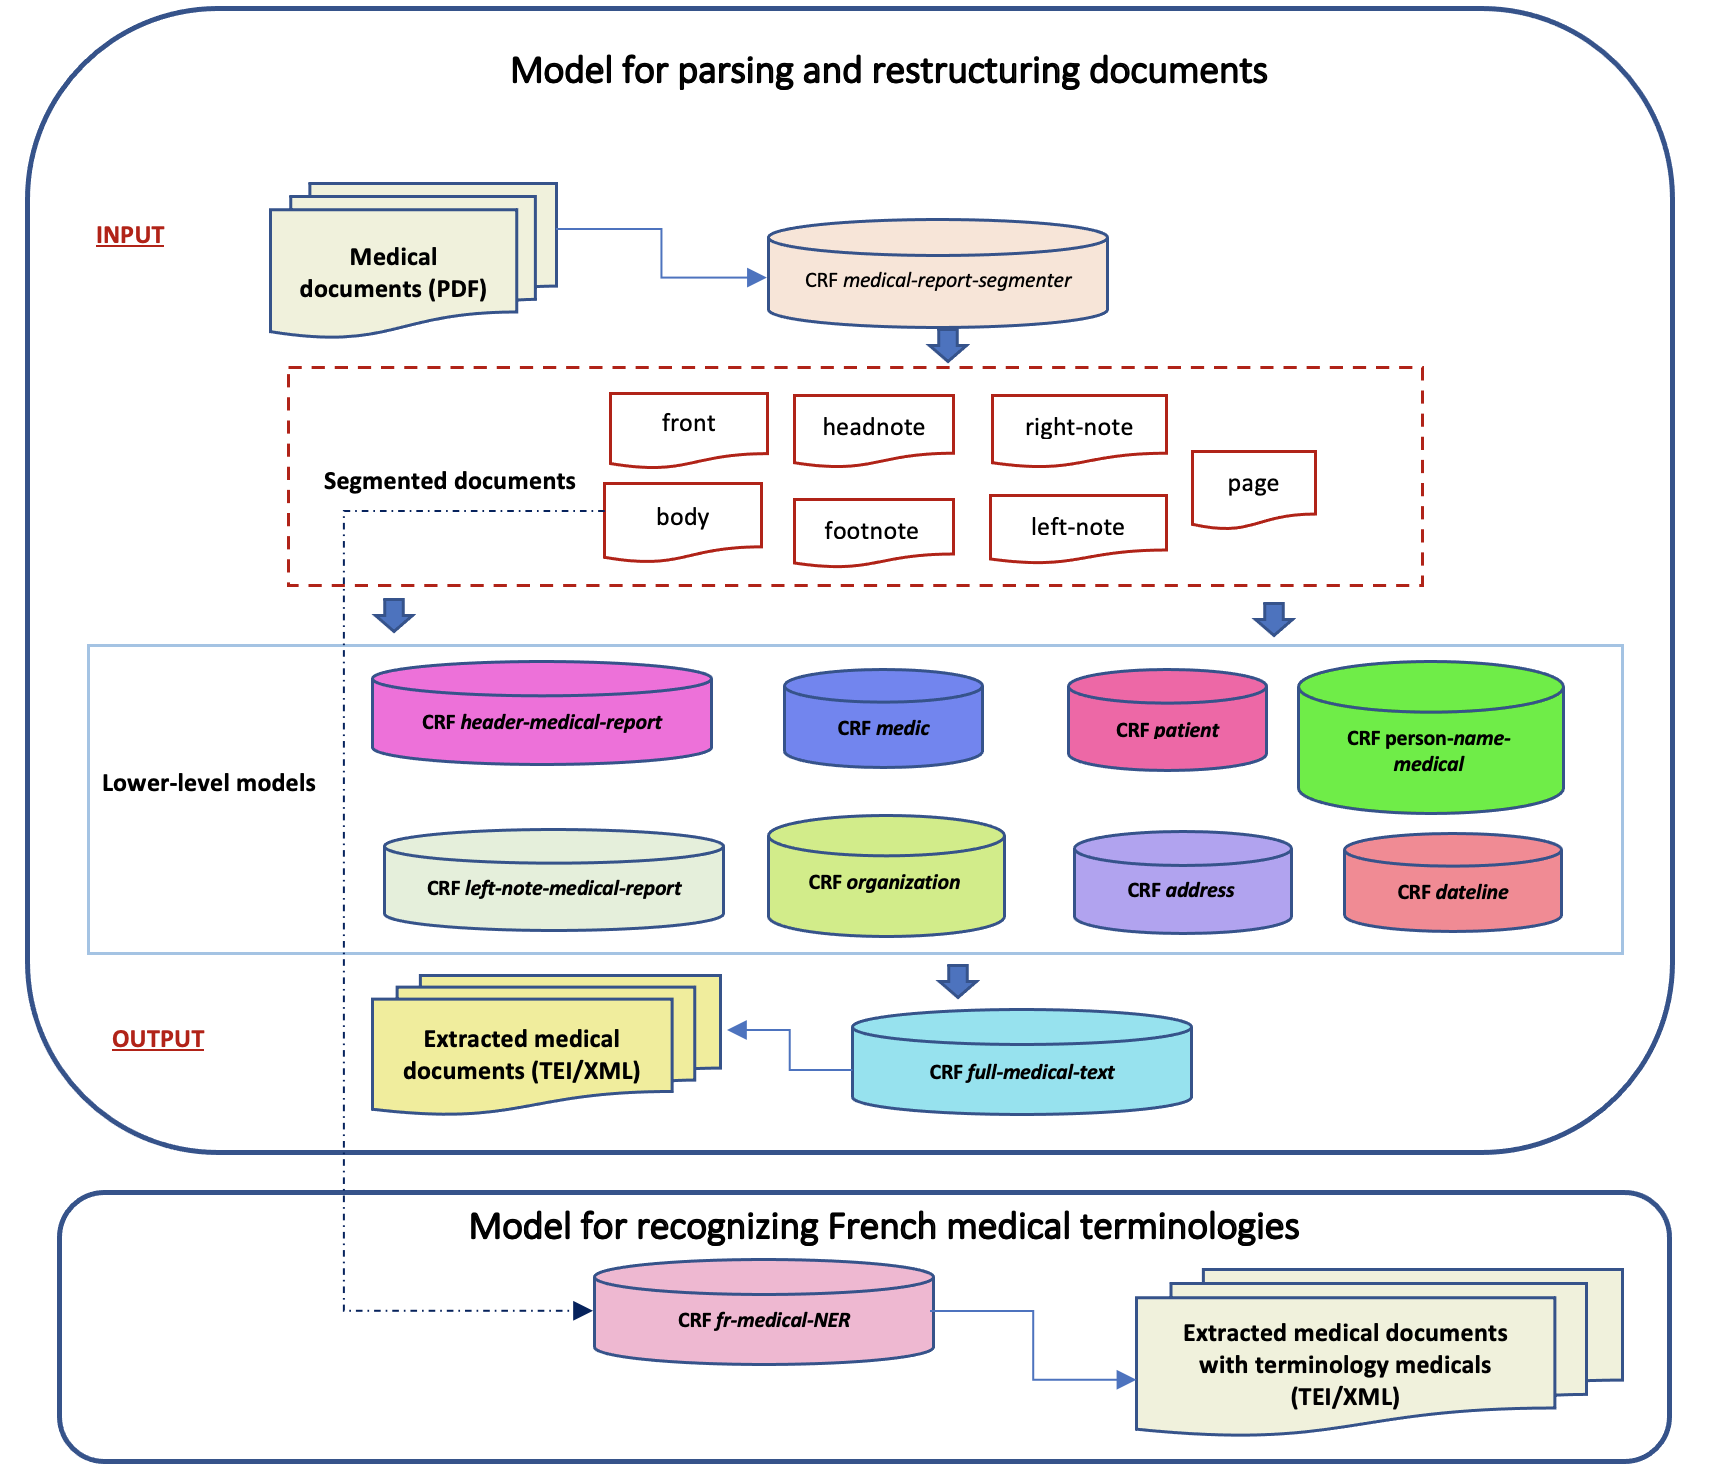 Model for parsing and restructuring documents
INPUT
Medical
documents (PDF)
CRF medical-report-segmenter
front
headnote
right-note
page
Segmented documents
body
footnote
left-note
CRF header-medical-report
CRF medic
CRF patient
CRF person-name-
medical
Lower-level models
CRF left-note-medical-report
CRF organization
CRF address
CRF dateline
OUTPUT
Extracted medical
documents (TEI/XML)
CRF full-medical-text
Model for recognizing French medical terminologies
CRF fr-medical-NER
Extracted medical documents
with terminology medicals
(TEI/XML)